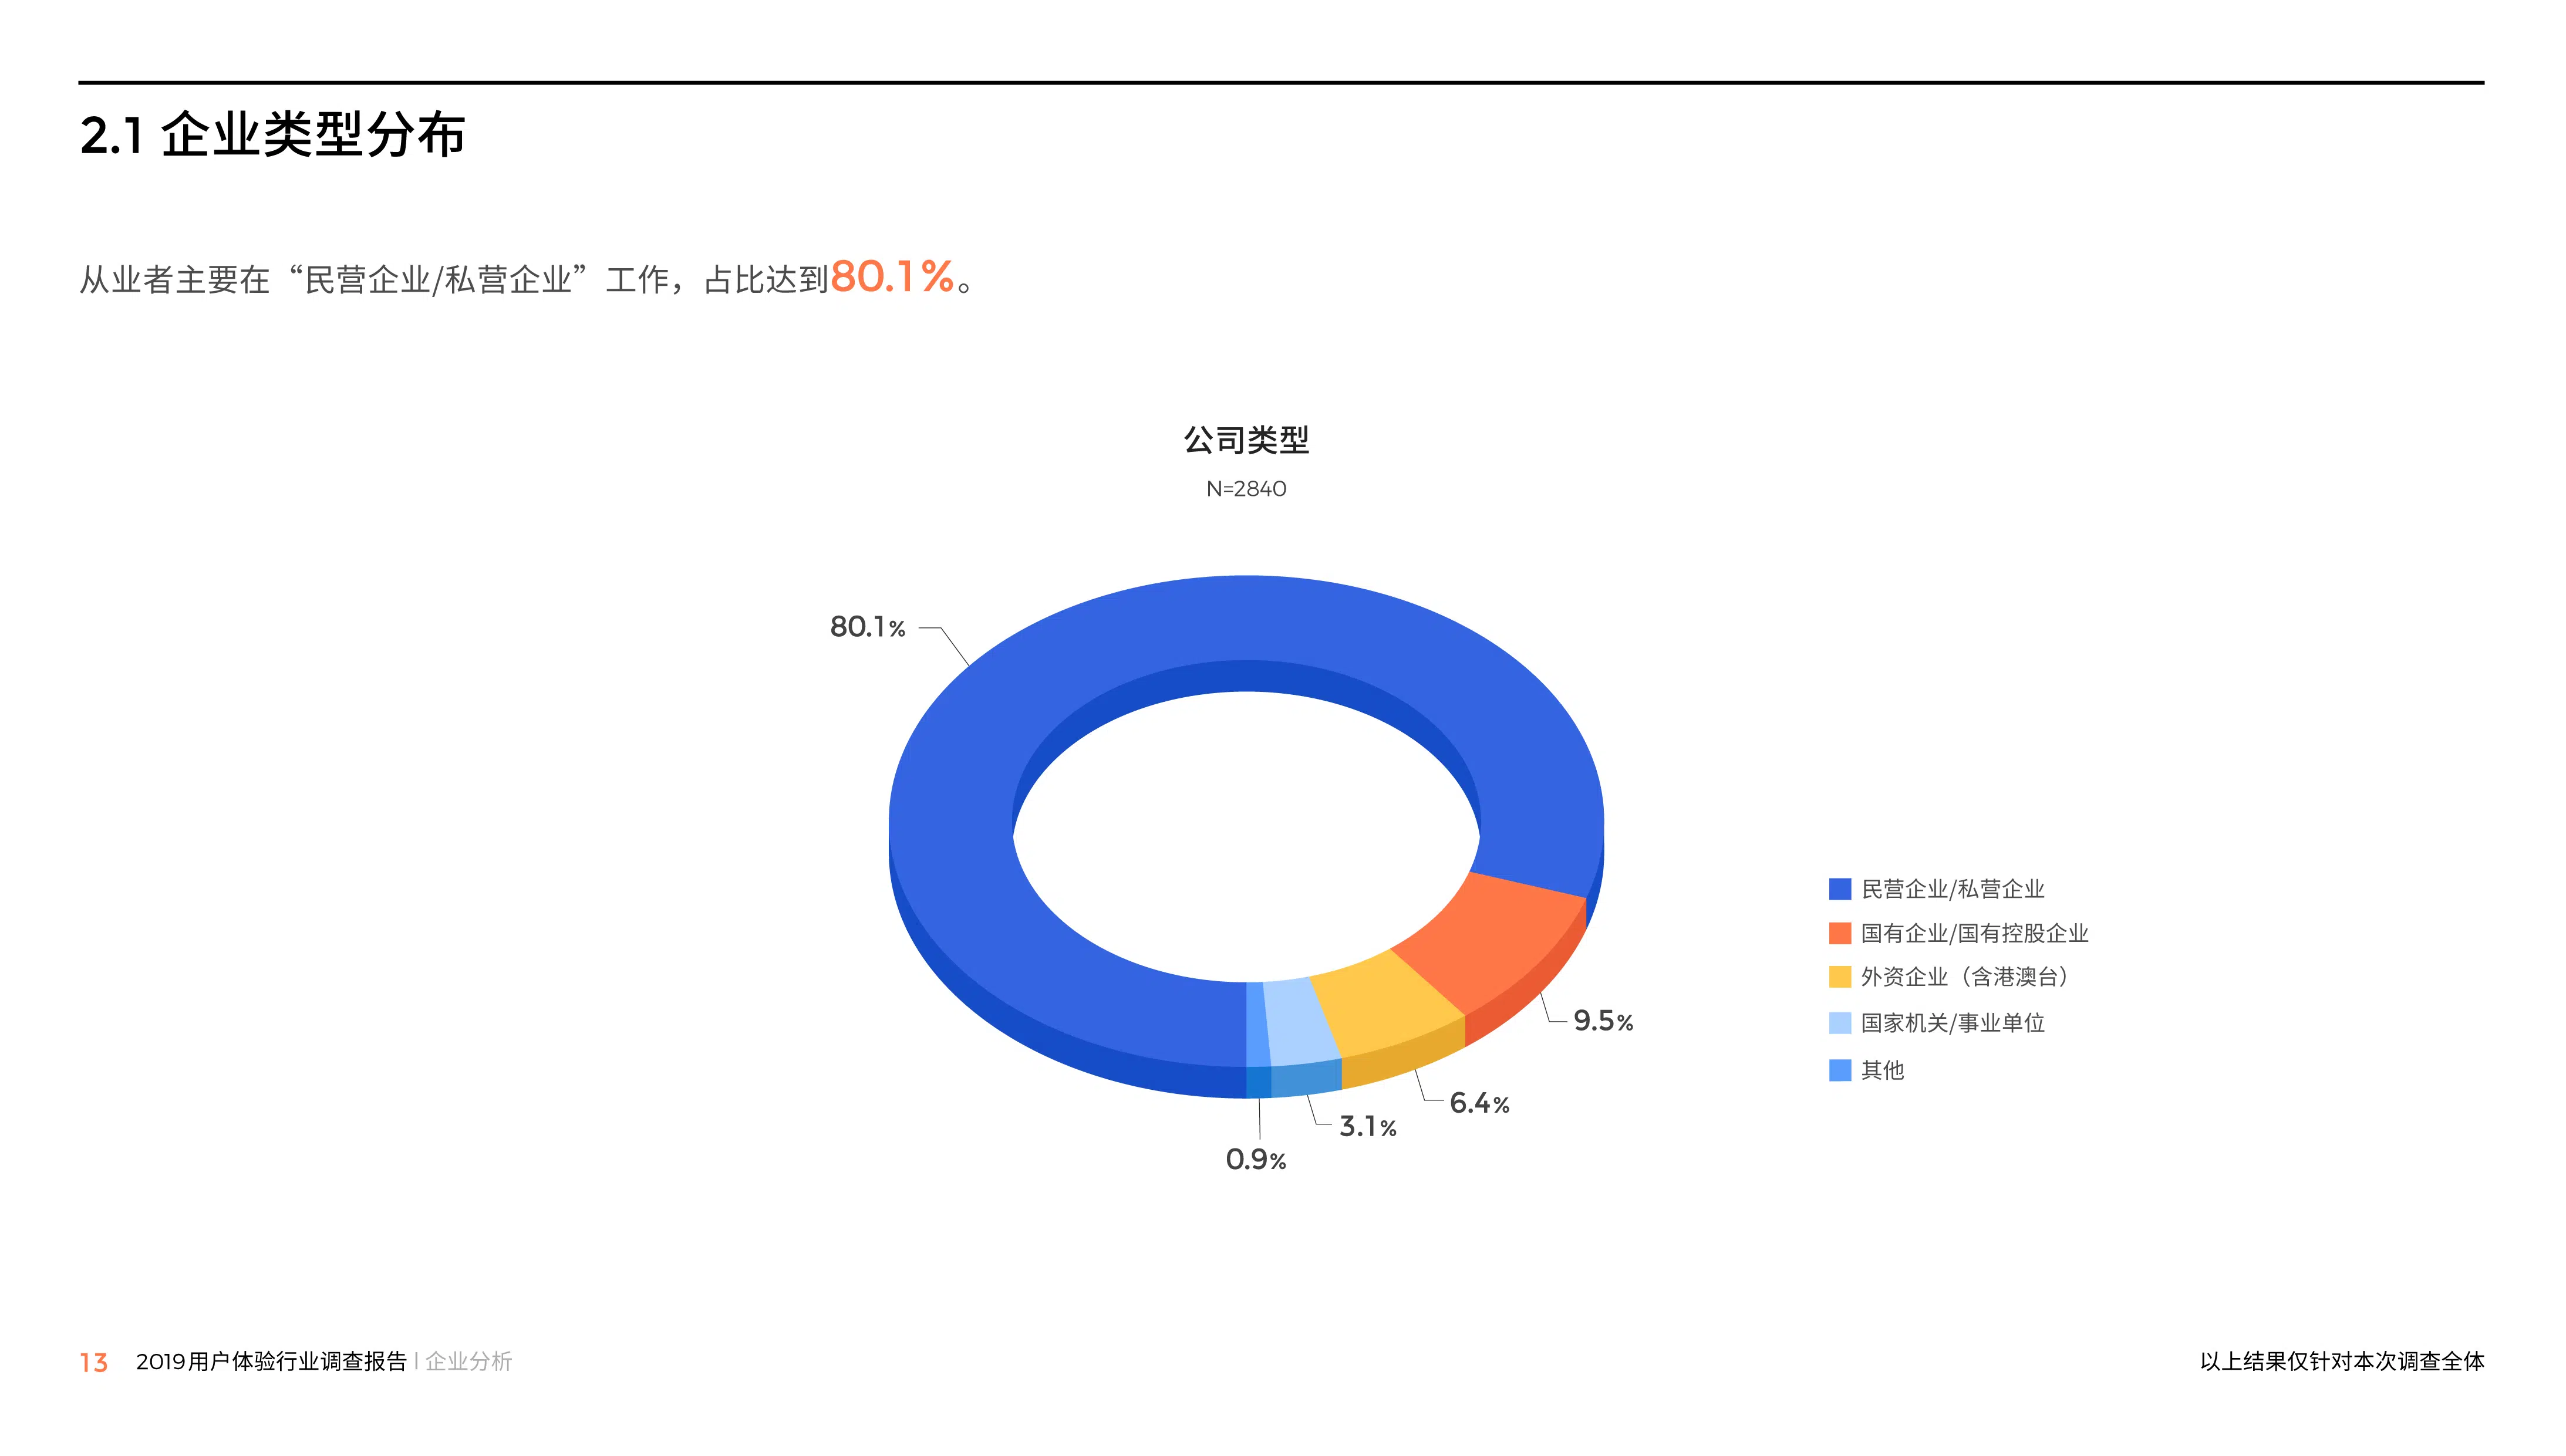 2.1 企业类型分布
从业者主要在“民营企业/私营企业”工作，占比达到80.1%。
公司类型
N=2840
80.1%
9.5%
6.4%
3.1%
0.9%
民营企业/私营企业
国有企业/国有控股企业
外资企业（含港澳台）
国家机关/事业单位
其他
13 2019用户体验行业调查报告 | 企业分析
以上结果仅针对本次调查全体